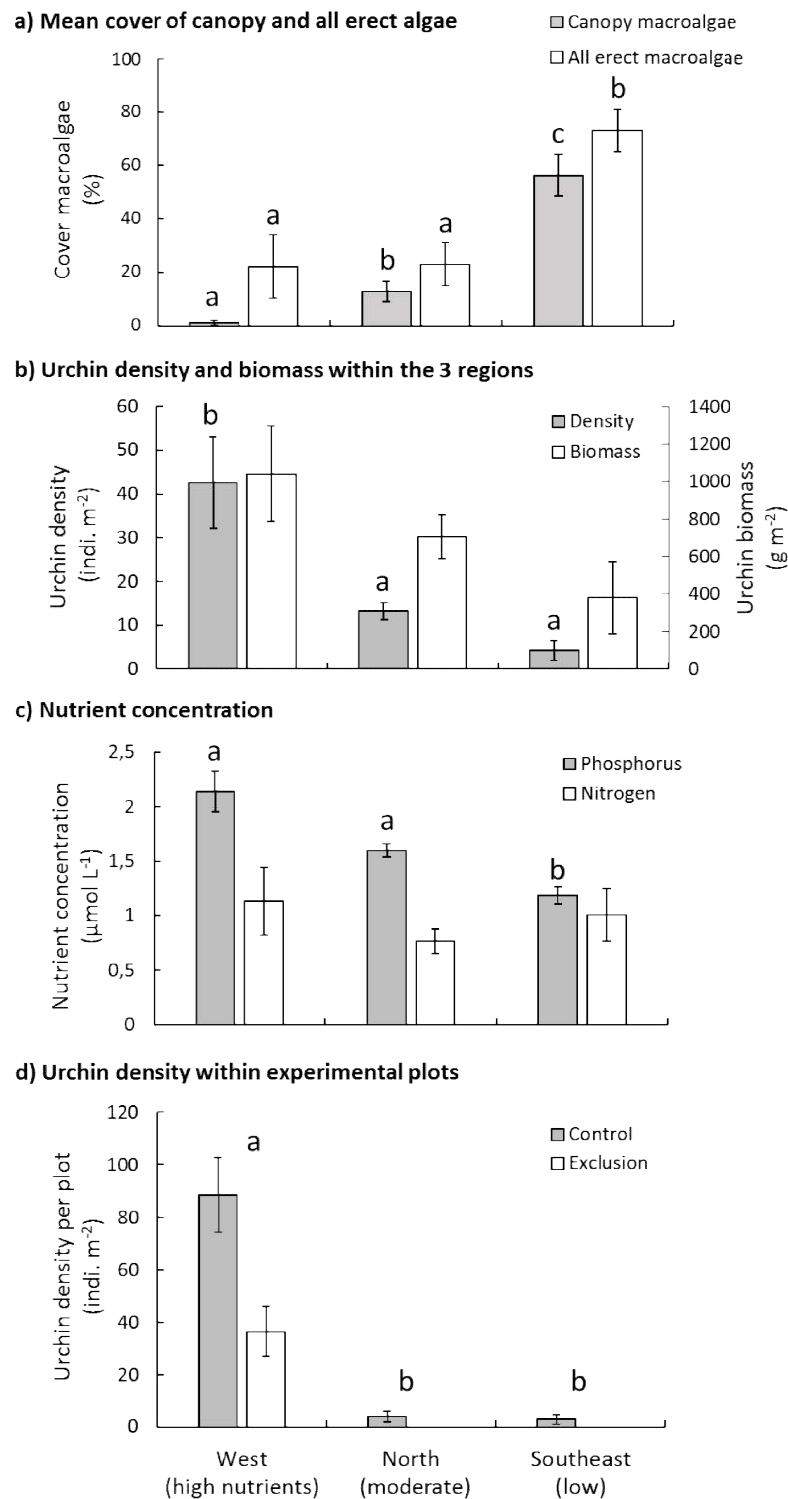 a) Mean cover of canopy and all erect algae
Canopy macroalgae
All erect macroalgae
Cover macroalgae
(%)
100
80
60
40
20
0
a
a
b
a
c
b
b) Urchin density and biomass within the 3 regions
Density
Biomass
Urchin density
(indi. m-2)
60
50
40
30
20
10
0
b
a
a
1400
1200
1000
800
600
400
200
0
Urchin biomass
(g m-2)
c) Nutrient concentration
Phosphorus
Nitrogen
Nutrient concentration
(µmol L-1)
2,5
2
1,5
1
0,5
0
a
a
b
d) Urchin density within experimental plots
Control
Exclusion
Urchin density per plot
(indi. m-2)
120
100
80
60
40
20
0
a
b
b
West
(high nutrients)
North
(moderate)
Southeast
(low)